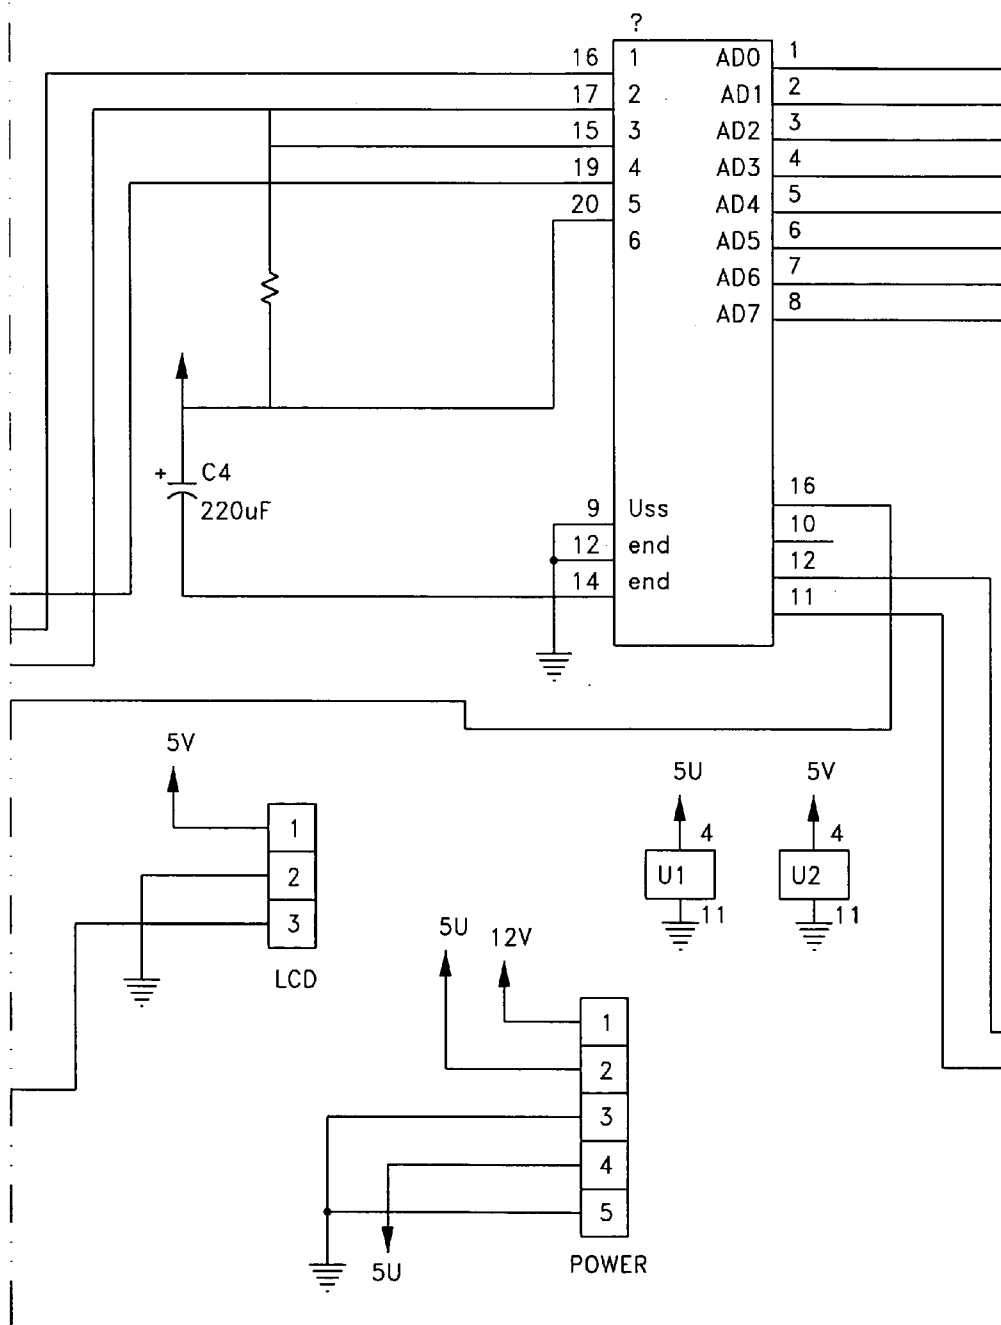 ?
16 1 AD0 1
17 2 AD1 2
15 3 AD2 3
19 4 AD3 4
20 5 AD4 5
6 AD5 6
AD6 7
AD7 8
+ C4
220uF
16
9 Uss
10
12 end
12
14 end
11
5V
1
2
3
LCD
5U
4
U1
11
5V
4
U2
11
5U 12V
1
2
3
4
5
5U
POWER